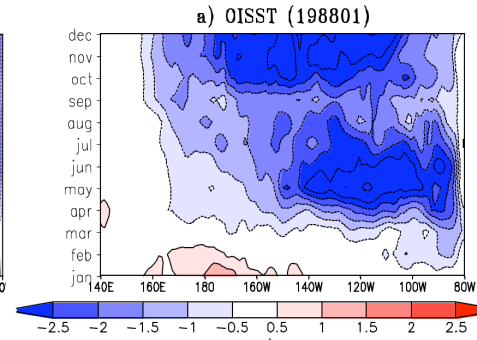 a) OISST (198801)
dec
nov
oct
sep
aug
jul
jun
may
apr
mar
feb
jan
140E 160E 180 160W 140W 120W 100W 80W
-2.5 -2 -1.5 -1 -0.5 0.5 1 1.5 2 2.5